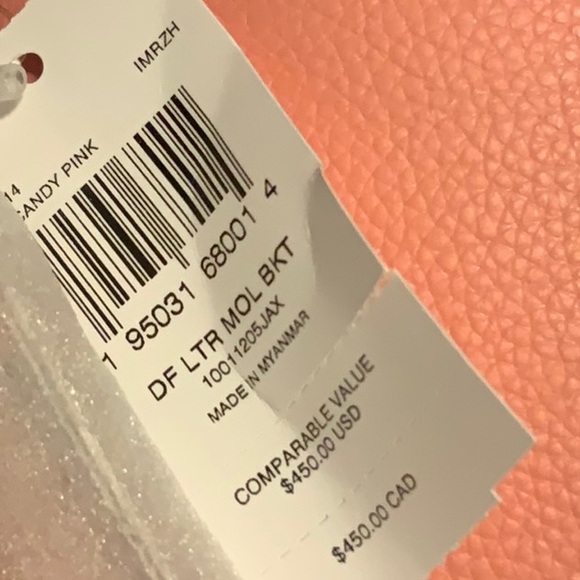 IMRZH
14
CANDY PINK
1 95031 68001 4
DF LTR MOL BKT
10011205JAX
MADE IN MYANMAR
COMPARABLE VALUE
$450.00 USD
$450.00 CAD